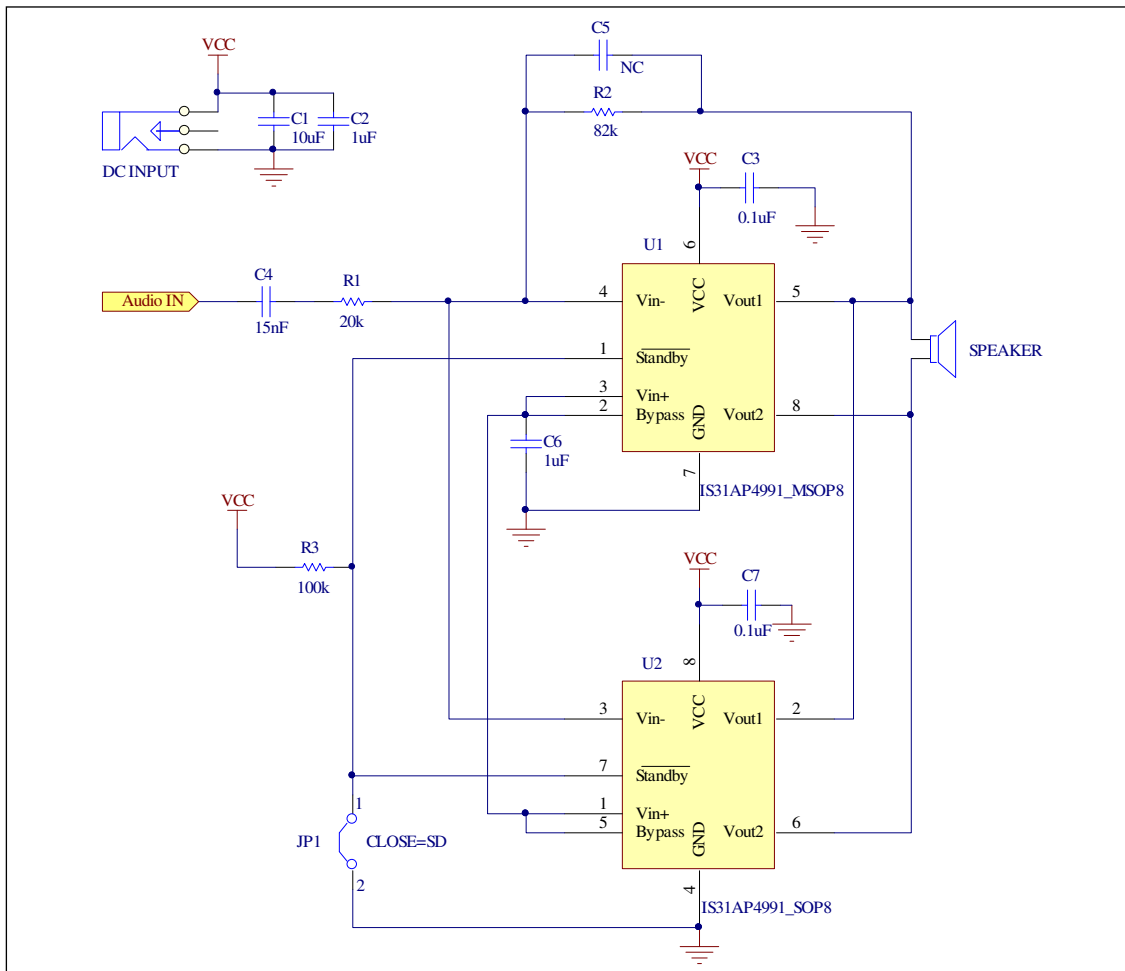 VCC
C1
10uF
C2
1uF
DC INPUT
C5
NC
R2
82k
VCC
C3
0.1uF
6
U1
Audio IN
C4
15nF
R1
20k
4
Vin-
VCC
Vout1
5
1
Standby
3
Vin+
2
Bypass
GND
Vout2
8
SPEAKER
C6
1uF
7
IS31AP4991_MSOP8
VCC
R3
100k
VCC
C7
0.1uF
8
U2
3
Vin-
VCC
Vout1
2
7
Standby
1
Vin+
5
Bypass
GND
Vout2
6
1
JP1
CLOSE=SD
2
4
IS31AP4991_SOP8